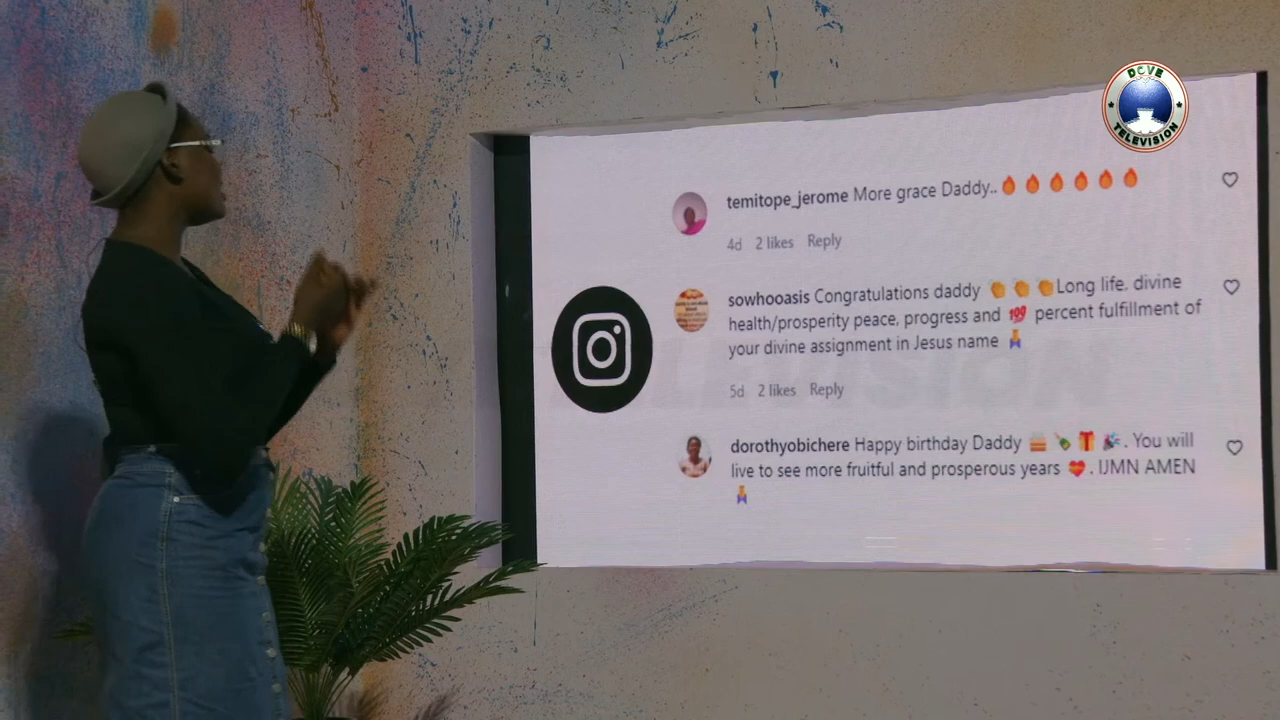 DOVE
TELEVISION
temitope_jerome More grace Daddy.. 🔥 🔥 🔥 🔥 🔥 🔥
4d 2 likes Reply
sowhooasis Congratulations daddy 👏 👏 👏 Long life, divine
health/prosperity peace, progress and 💯 percent fulfillment of
your divine assignment in Jesus name 🙏
5d 2 likes Reply
dorothyobichere Happy birthday Daddy 🎂 🍾 🎁 🎉. You will
live to see more fruitful and prosperous years 💝. IJMN AMEN
🙏